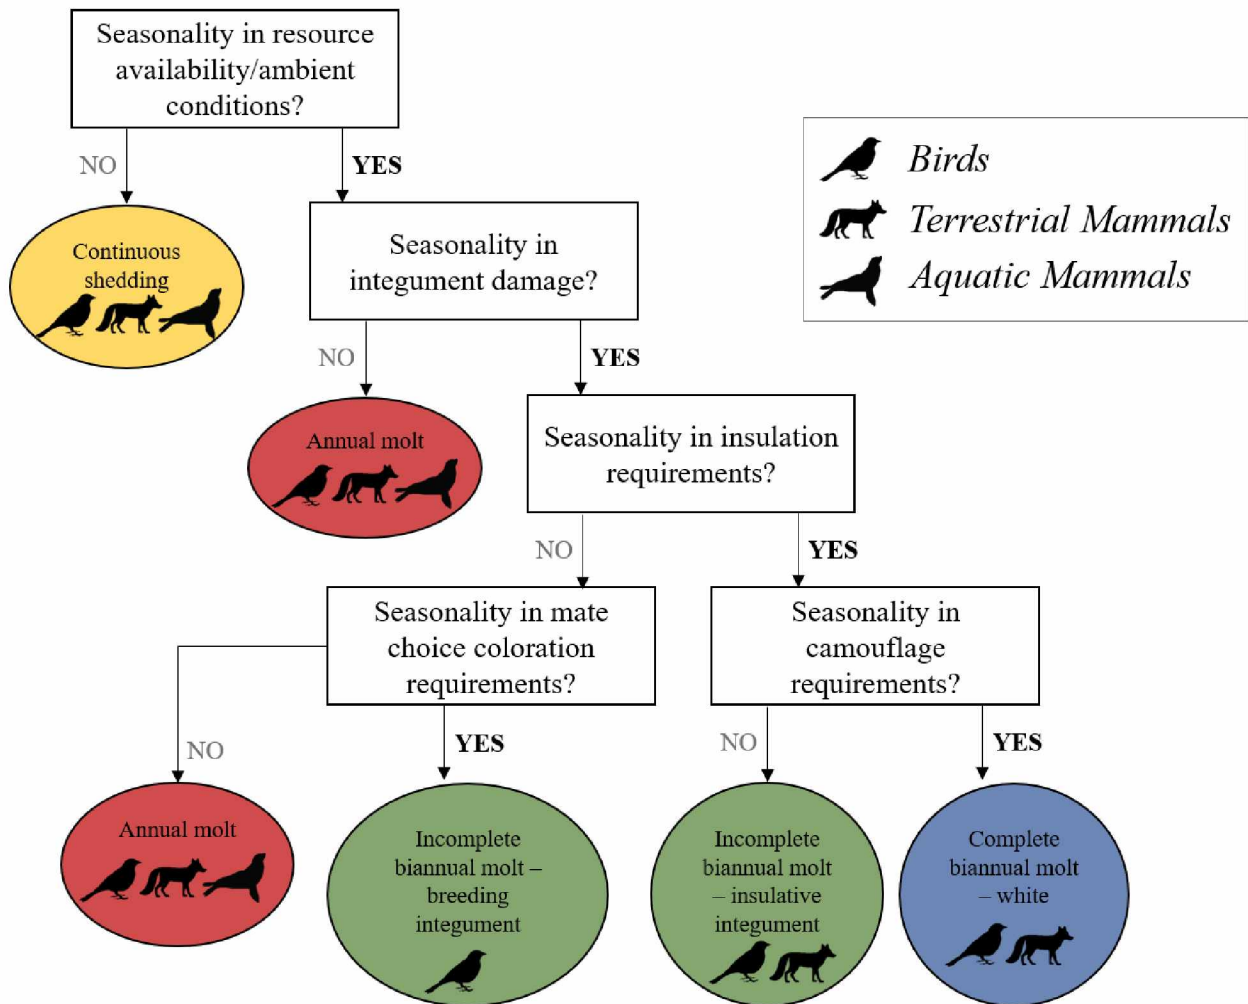 Seasonality in resource
availability/ambient
conditions?
NO
YES
Birds
Terrestrial Mammals
Aquatic Mammals
Continuous
shedding
Seasonality in
integument damage?
NO
YES
Annual molt
Seasonality in insulation
requirements?
NO
YES
Seasonality in mate
choice coloration
requirements?
Seasonality in
camouflage
requirements?
NO
YES
NO
YES
Annual molt
Incomplete
biannual molt –
breeding
integument
Incomplete
biannual molt
– insulative
integument
Complete
biannual molt
– white